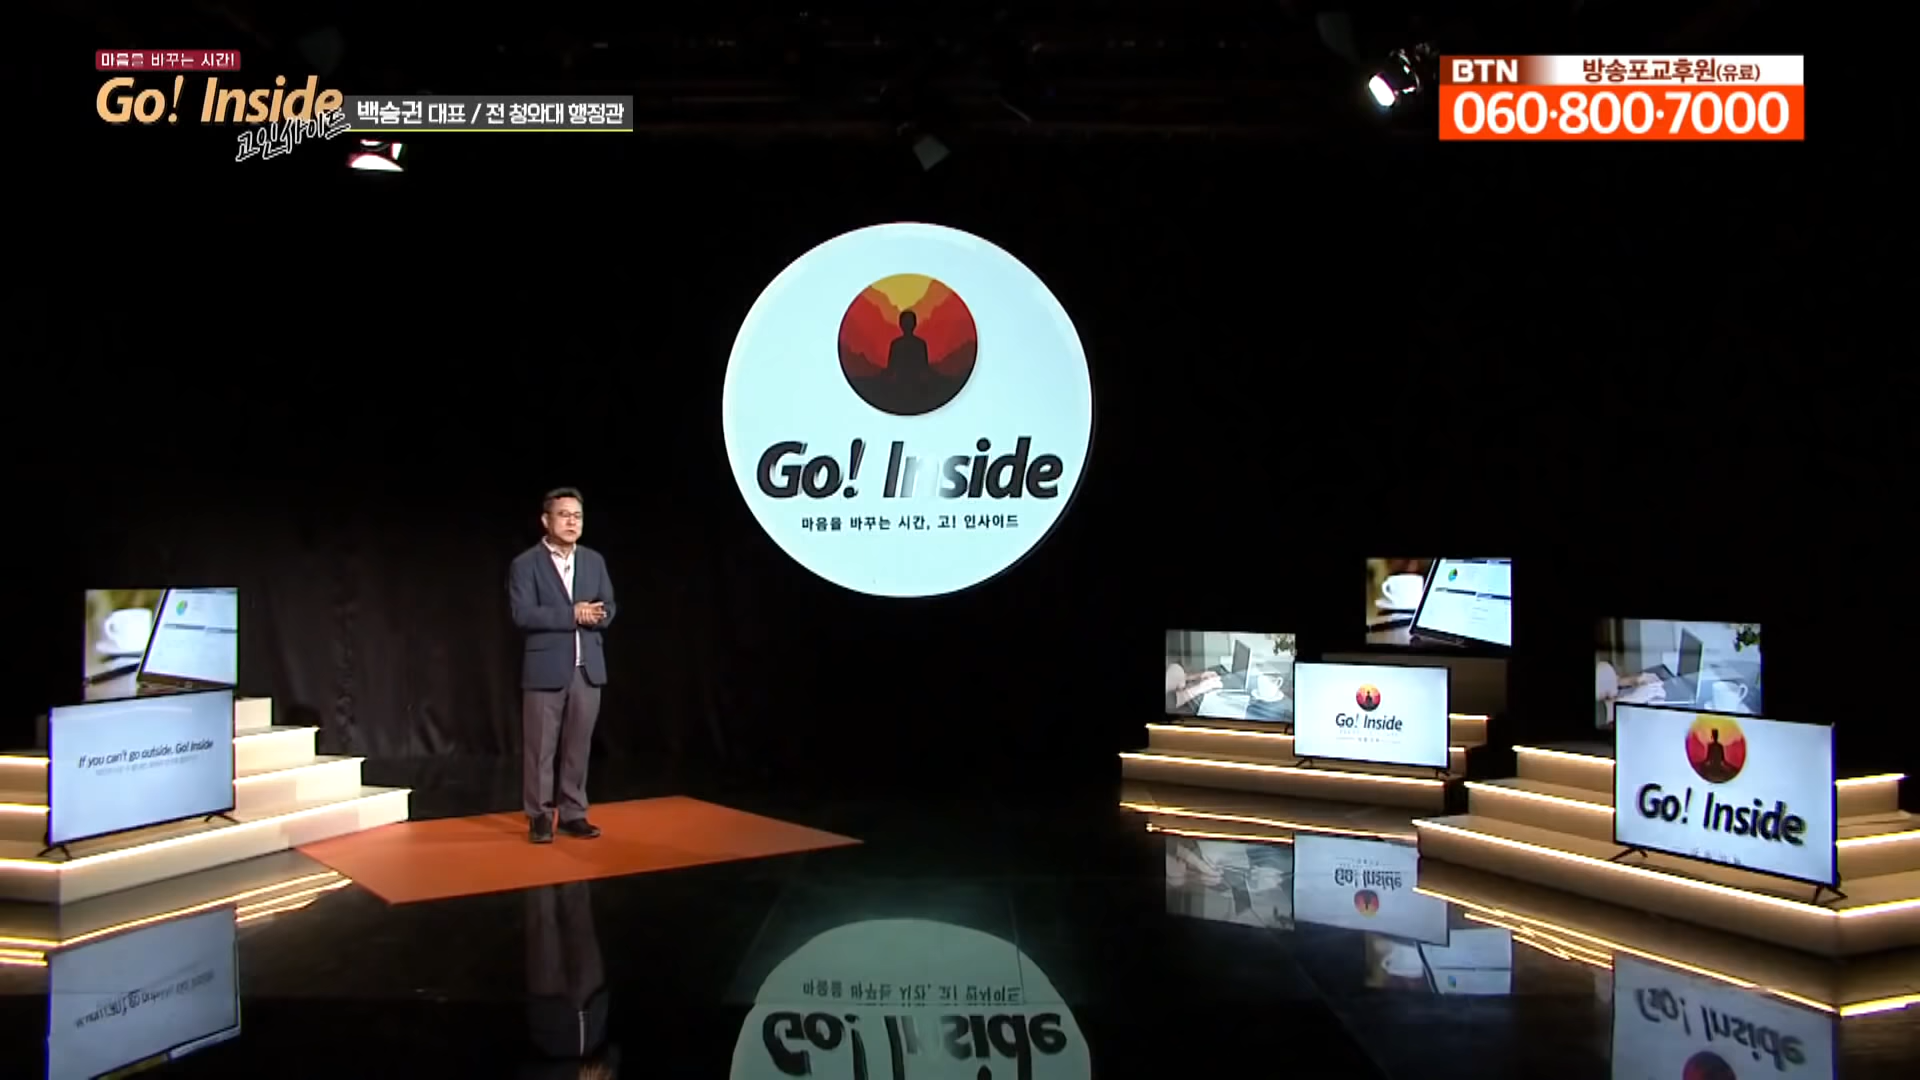 마음을 바꾸는 시간!
Go! Inside
고인사이드
백승권 대표 / 전 청와대 행정관
BTN 방송포교후원(유료)
060·800·7000
Go! Inside
마음을 바꾸는 시간, 고! 인사이드
If you can't go outside, Go! Inside
Go! Inside
Go! Inside